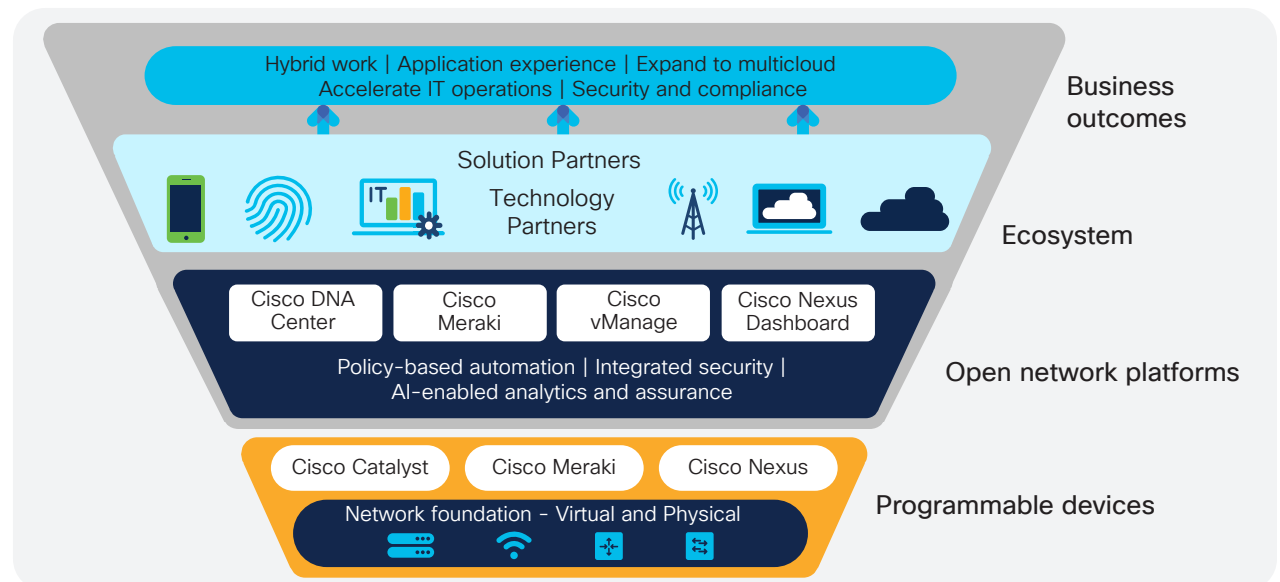 Hybrid work | Application experience | Expand to multicloud
Accelerate IT operations | Security and compliance
Business
outcomes
Solution Partners
IT
Technology
Partners
Ecosystem
Cisco DNA
Center
Cisco
Meraki
Cisco
vManage
Cisco Nexus
Dashboard
Policy-based automation | Integrated security |
AI-enabled analytics and assurance
Open network platforms
Cisco Catalyst
Cisco Meraki
Cisco Nexus
Network foundation - Virtual and Physical
Programmable devices